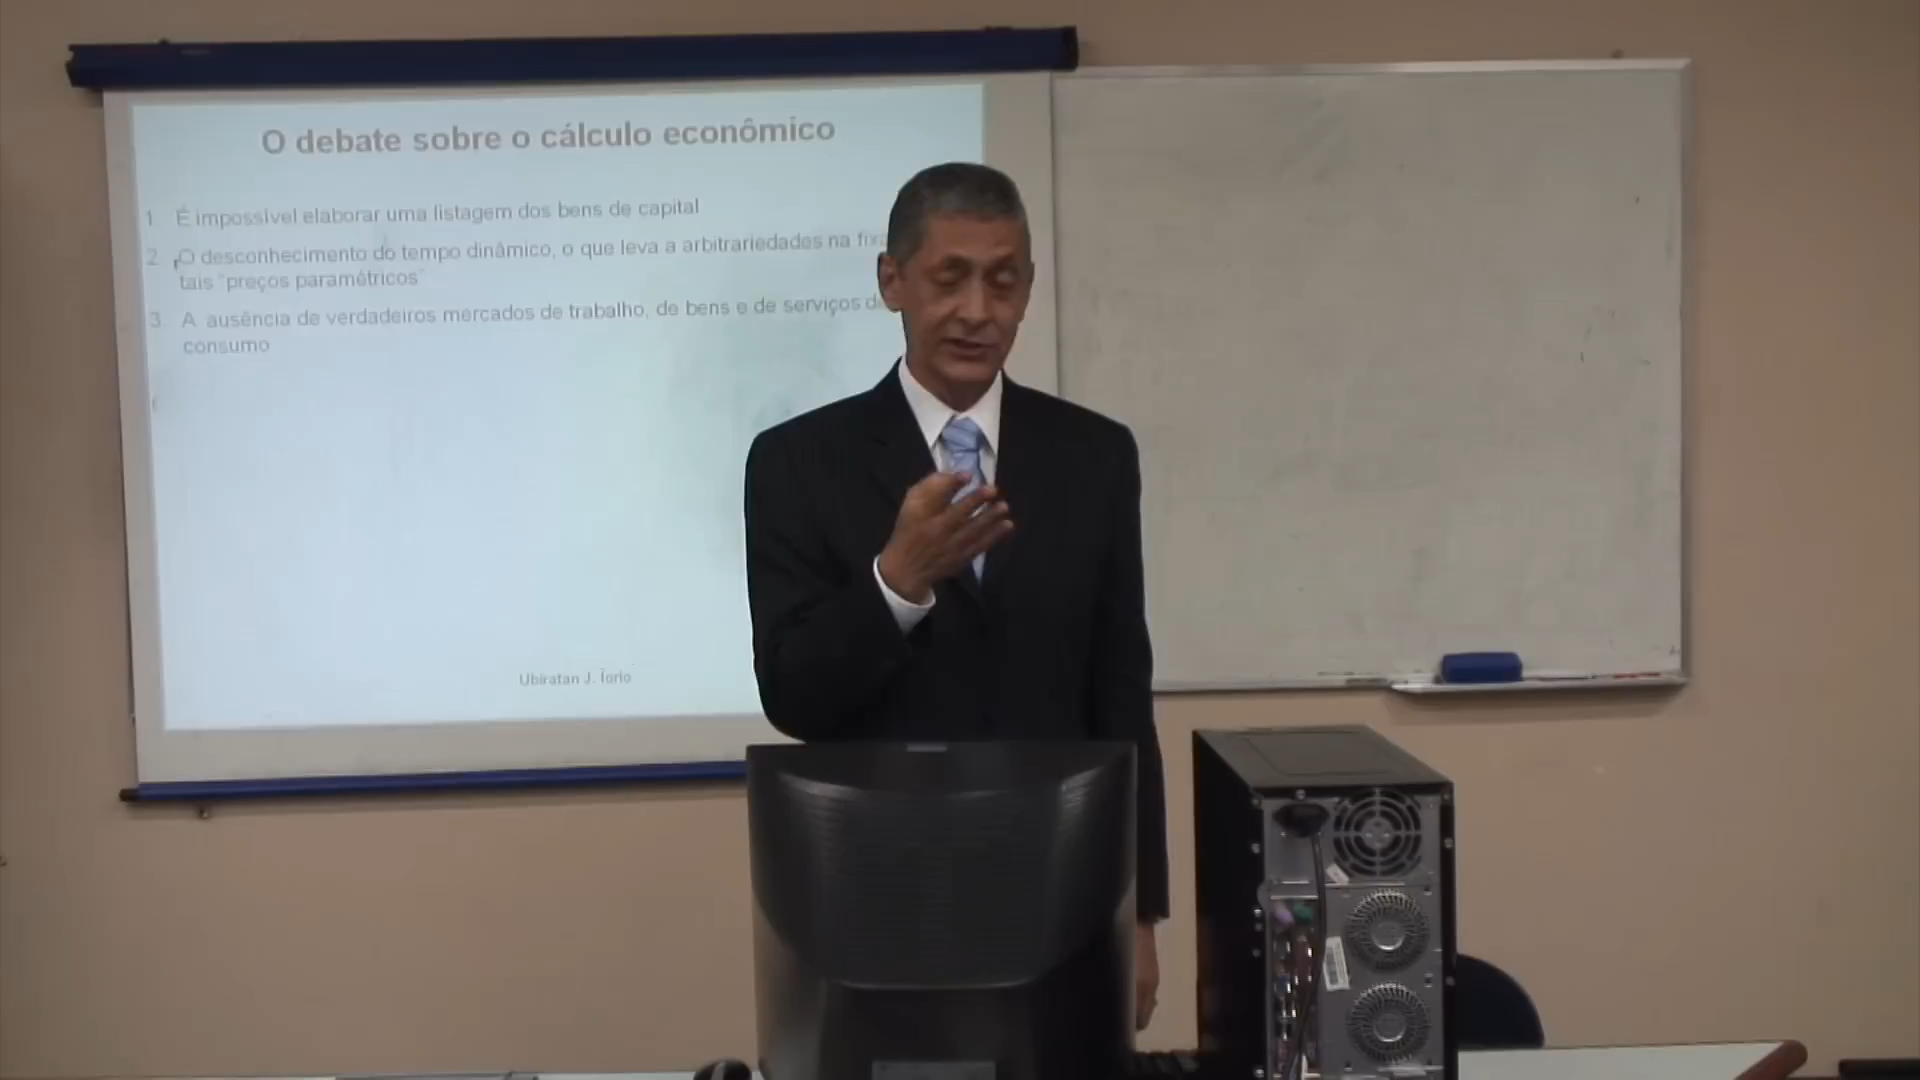 O debate sobre o cálculo econômico
1. É impossível elaborar uma listagem dos bens de capital
2. O desconhecimento do tempo dinâmico, o que leva a arbitrariedades na
tais “preços paramétricos”
3. A ausência de verdadeiros mercados de trabalho, de bens e de serviços
consumo
Ubiratan J. Iorio